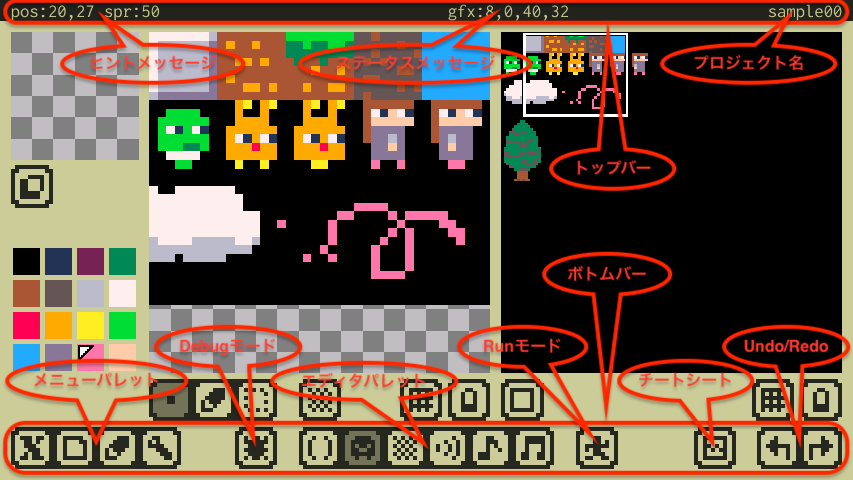 pos:20,27 spr:50 gfx:8,0,40,32 sample00
ヒントメッセージ ステータスメッセージ プロジェクト名
トップバー
ボトムバー
Debugモード Runモード Undo/Redo
メニューパレット エディタパレット チートシート